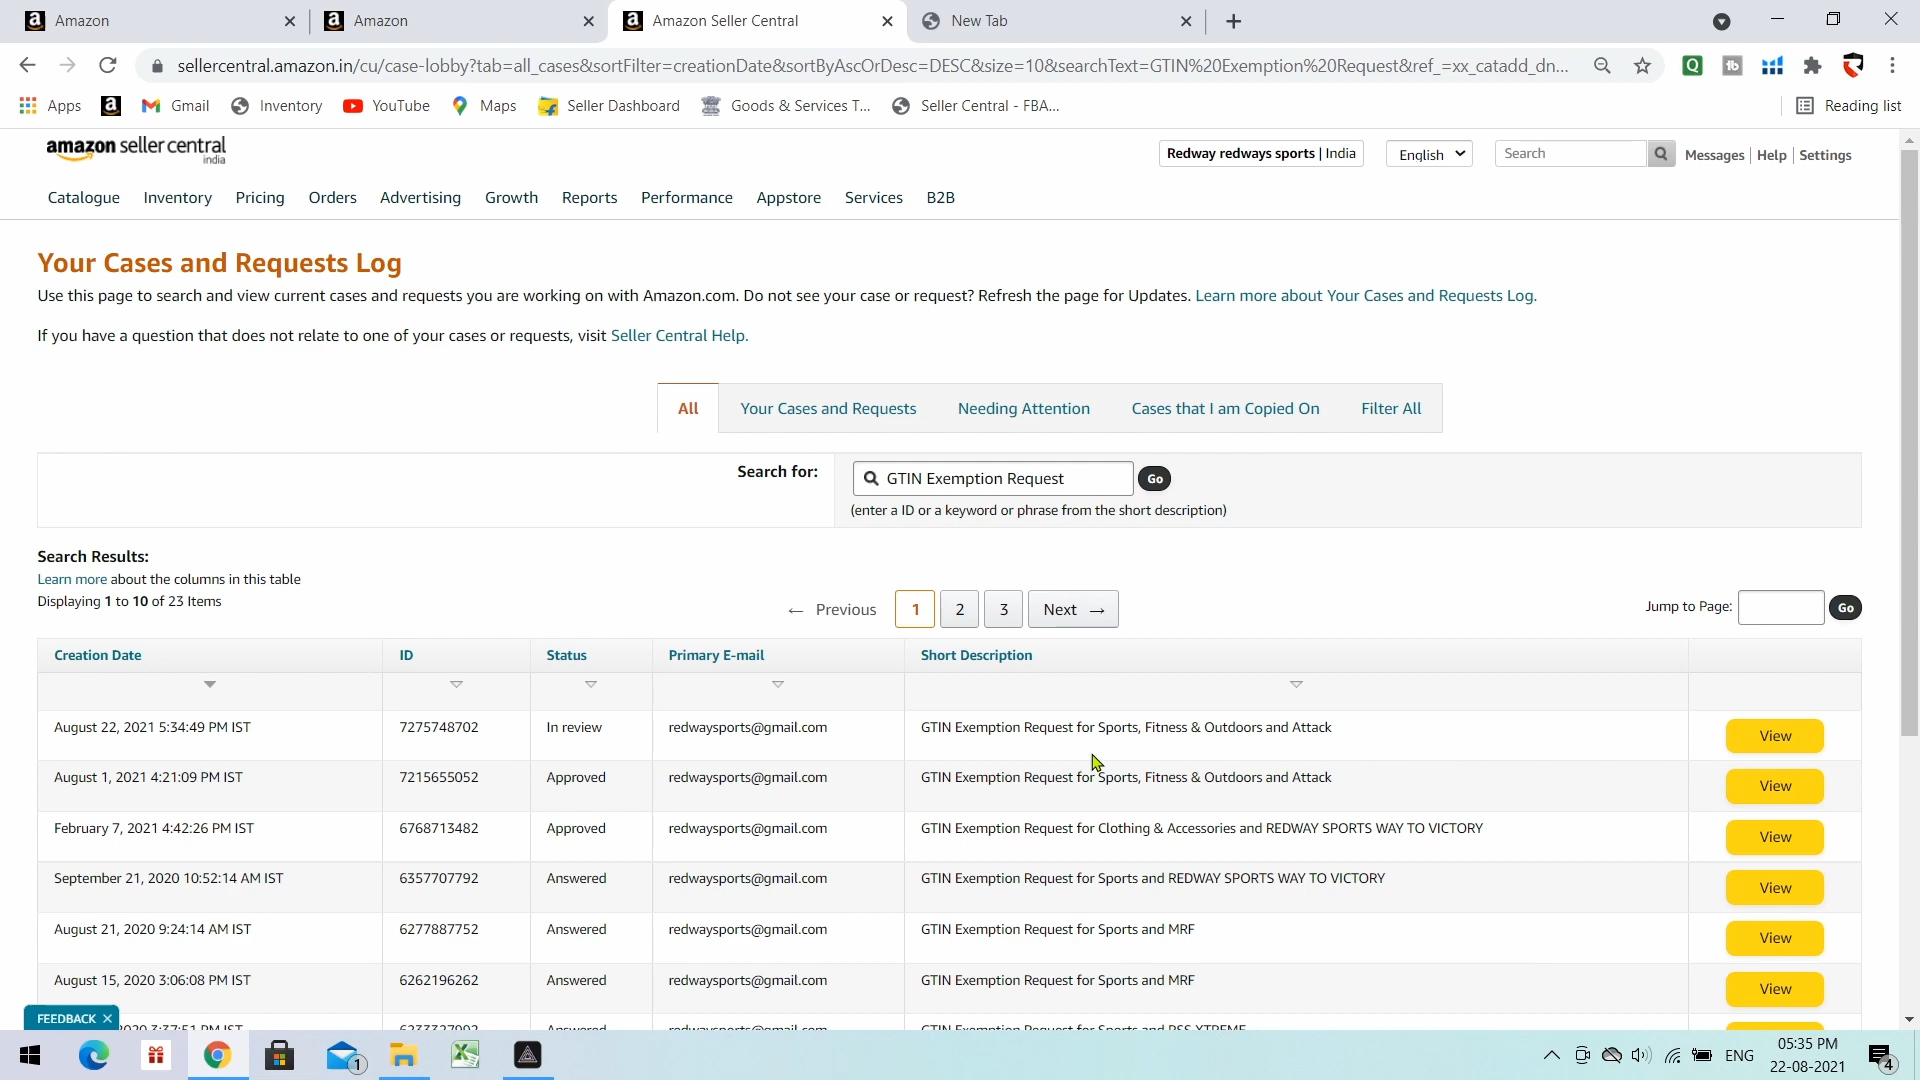 Amazon
Amazon
Amazon Seller Central
New Tab
sellercentral.amazon.in/cu/case-lobby?tab=all_cases&sortFilter=creationDate&sortByAscOrDesc=DESC&size=10&searchText=GTIN%20Exemption%20Request&ref_=xx_catadd_dn...
Apps
Gmail
Inventory
YouTube
Maps
Seller Dashboard
Goods & Services T...
Seller Central - FBA...
Reading list
amazon seller central
india
Redway redways sports | India
English
Search
Messages | Help | Settings
Catalogue Inventory Pricing Orders Advertising Growth Reports Performance Appstore Services B2B
Your Cases and Requests Log
Use this page to search and view current cases and requests you are working on with Amazon.com. Do not see your case or request? Refresh the page for Updates. Learn more about Your Cases and Requests Log.
If you have a question that does not relate to one of your cases or requests, visit Seller Central Help.
All Your Cases and Requests Needing Attention Cases that I am Copied On Filter All
Search for: GTIN Exemption Request Go
(enter a ID or a keyword or phrase from the short description)
Search Results:
Learn more about the columns in this table
Displaying 1 to 10 of 23 Items
← Previous 1 2 3 Next →
Jump to Page: Go
Creation Date ID Status Primary E-mail Short Description
August 22, 2021 5:34:49 PM IST 7275748702 In review redwaysports@gmail.com GTIN Exemption Request for Sports, Fitness & Outdoors and Attack View
August 1, 2021 4:21:09 PM IST 7215655052 Approved redwaysports@gmail.com GTIN Exemption Request for Sports, Fitness & Outdoors and Attack View
February 7, 2021 4:42:26 PM IST 6768713482 Approved redwaysports@gmail.com GTIN Exemption Request for Clothing & Accessories and REDWAY SPORTS WAY TO VICTORY View
September 21, 2020 10:52:14 AM IST 6357707792 Answered redwaysports@gmail.com GTIN Exemption Request for Sports and REDWAY SPORTS WAY TO VICTORY View
August 21, 2020 9:24:14 AM IST 6277887752 Answered redwaysports@gmail.com GTIN Exemption Request for Sports and MRF View
August 15, 2020 3:06:08 PM IST 6262196262 Answered redwaysports@gmail.com GTIN Exemption Request for Sports and MRF View
FEEDBACK ×
ENG
05:35 PM
22-08-2021
1
4